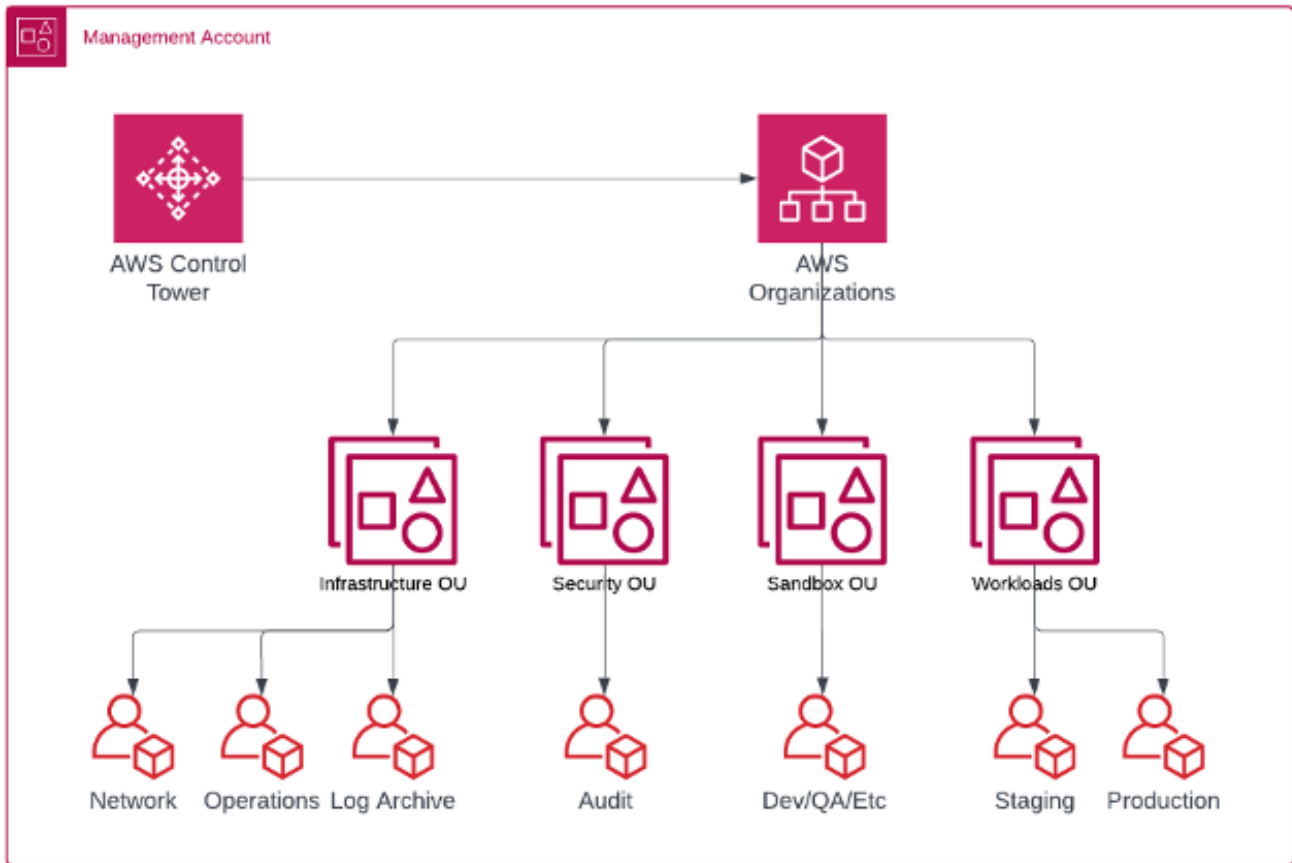 Management Account
AWS Control
Tower
AWS
Organizations
Infrastructure OU
Security OU
Sandbox OU
Workloads OU
Network
Operations
Log Archive
Audit
Dev/QA/Etc
Staging
Production